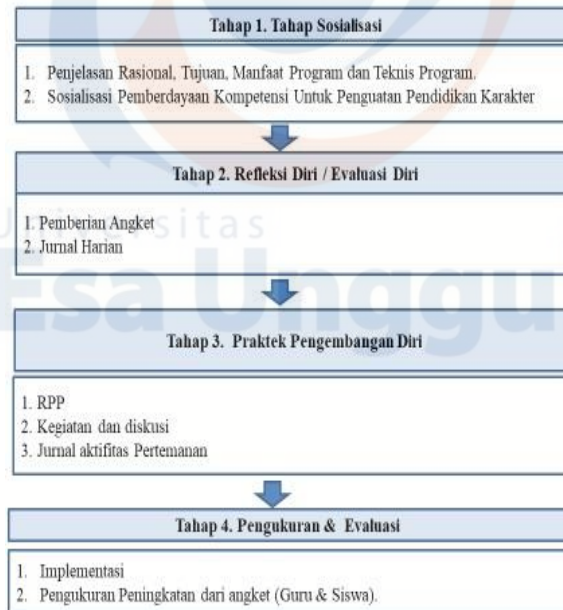 Tahap 1. Tahap Sosialisasi
1. Penjelasan Rasional, Tujuan, Manfaat Program dan Teknis Program.
2. Sosialisasi Pemberdayaan Kompetensi Untuk Penguatan Pendidikan Karakter
Tahap 2. Refleksi Diri / Evaluasi Diri
1. Pemberian Angket
2. Jurnal Harian
Universitas
Esa Unggu
Tahap 3. Praktek Pengembangan Diri
1. RPP
2. Kegiatan dan diskusi
3. Jurnal aktifitas Pertemanan
Tahap 4. Pengukuran & Evaluasi
1. Implementasi
2. Pengukuran Peningkatan dari angket (Guru & Siswa).